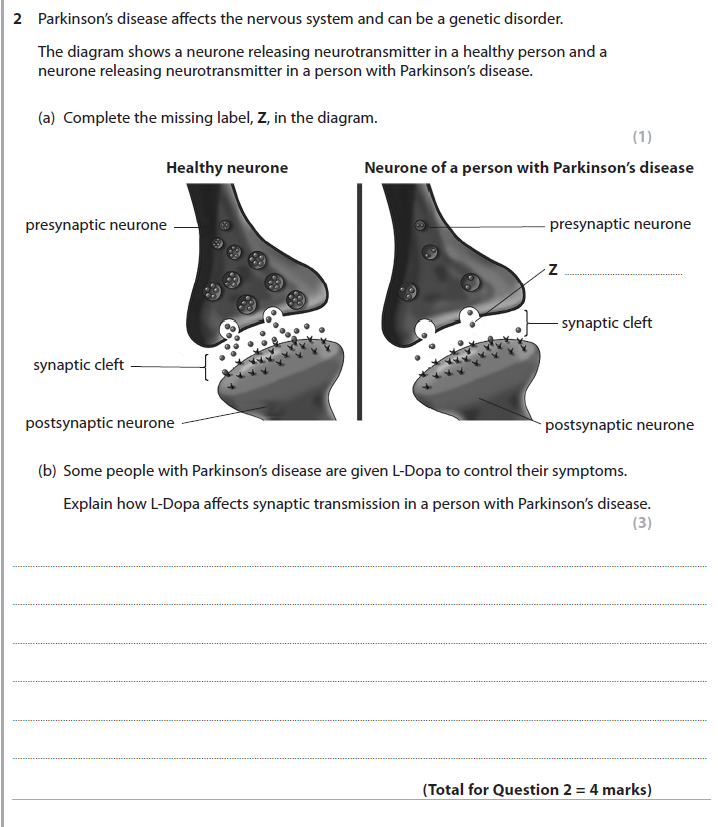 2 Parkinson's disease affects the nervous system and can be a genetic disorder.
The diagram shows a neurone releasing neurotransmitter in a healthy person and a
neurone releasing neurotransmitter in a person with Parkinson's disease.
(a) Complete the missing label, Z, in the diagram.
(1)
Healthy neurone
Neurone of a person with Parkinson's disease
presynaptic neurone
presynaptic neurone
Z
synaptic cleft
synaptic cleft
postsynaptic neurone
postsynaptic neurone
(b) Some people with Parkinson's disease are given L-Dopa to control their symptoms.
Explain how L-Dopa affects synaptic transmission in a person with Parkinson's disease.
(3)
(Total for Question 2 = 4 marks)